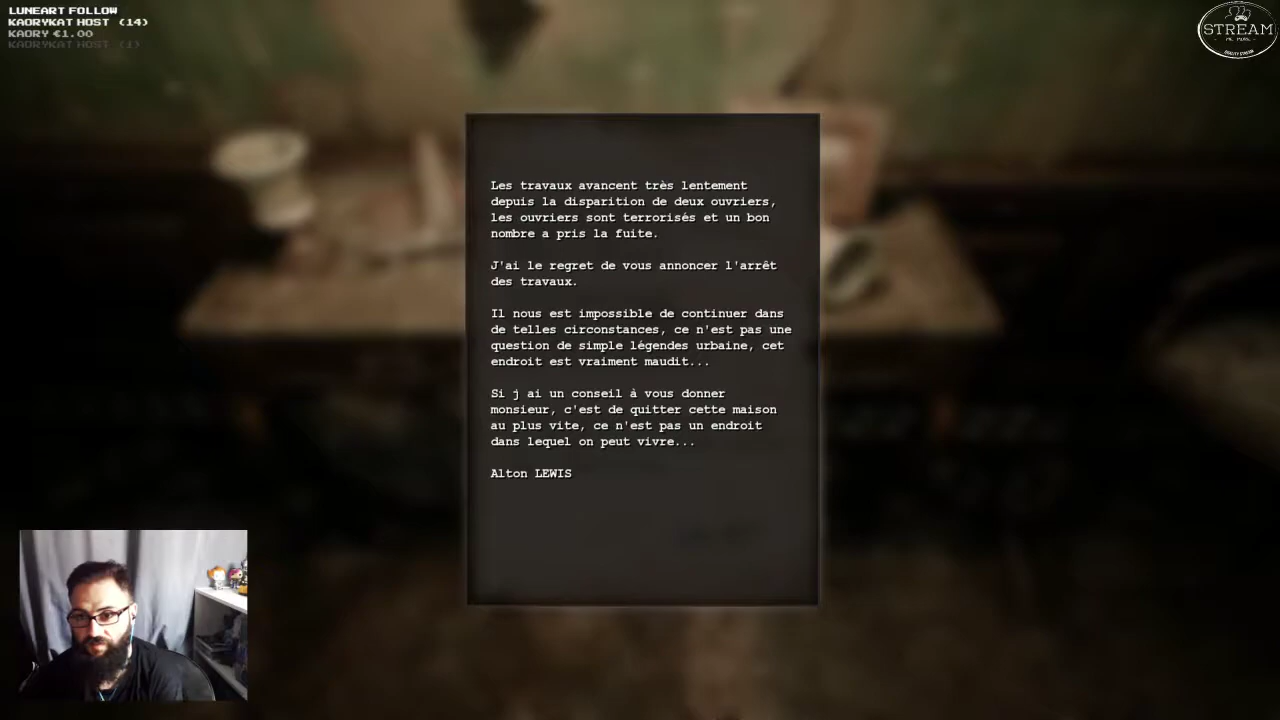 LUNEART FOLLOW
KAORYKAT HOST (14)
KAORY €1.00
KAORYKAT HOST (1)
STREAM
Les travaux avancent très lentement
depuis la disparition de deux ouvriers,
les ouvriers sont terrorisés et un bon
nombre a pris la fuite.
J'ai le regret de vous annoncer l'arrêt
des travaux.
Il nous est impossible de continuer dans
de telles circonstances, ce n'est pas une
question de simple légendes urbaine, cet
endroit est vraiment maudit...
Si j ai un conseil à vous donner
monsieur, c'est de quitter cette maison
au plus vite, ce n'est pas un endroit
dans lequel on peut vivre...
Alton LEWIS